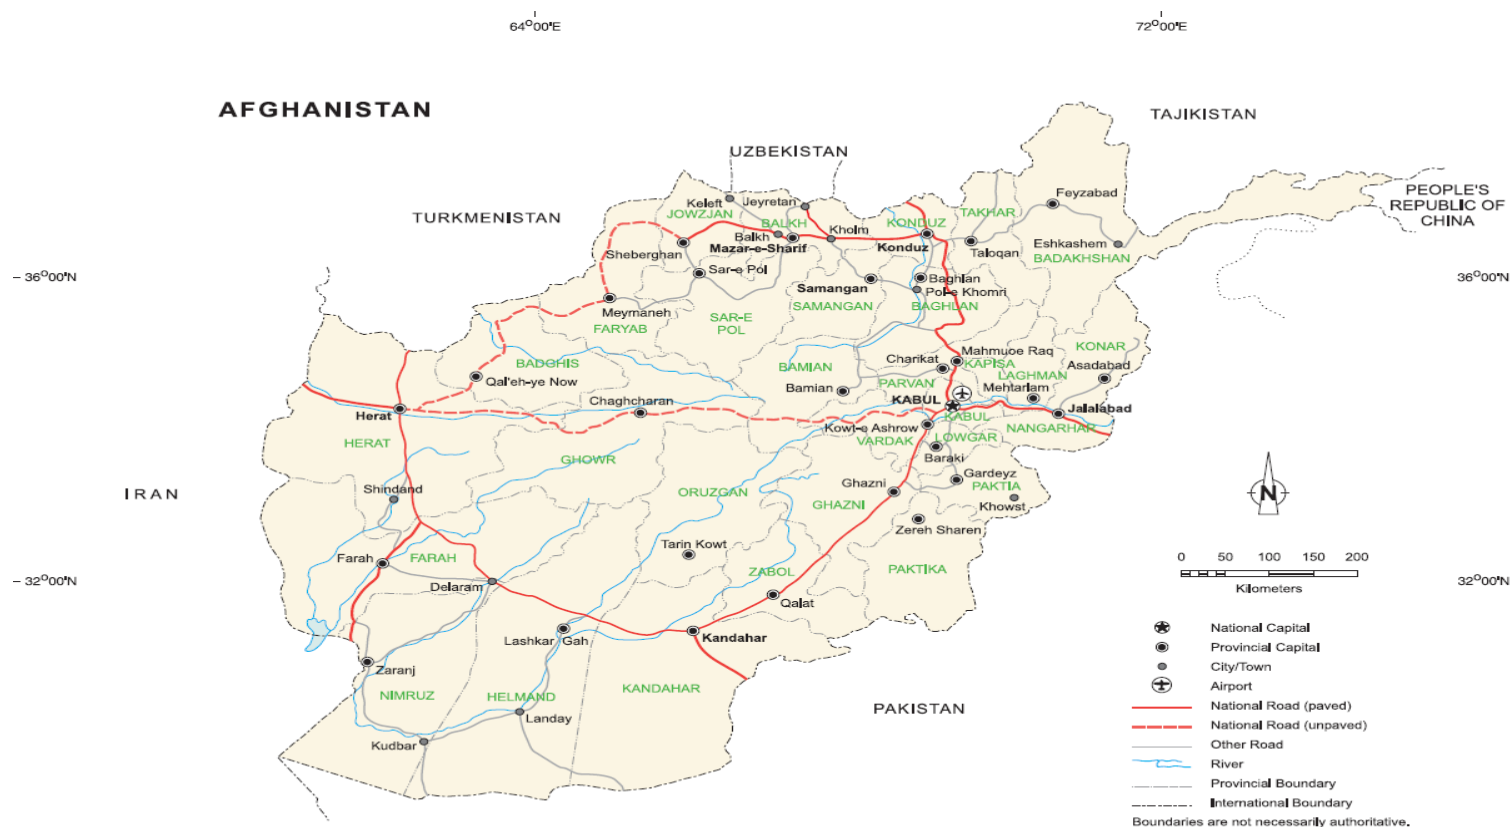 64°00'E
72°00'E
AFGHANISTAN
TAJIKISTAN
UZBEKISTAN
TURKMENISTAN
PEOPLE'S
REPUBLIC OF
CHINA
Keleft
Jeyretan
JOWZJAN
BALKH
KONDUZ
TAKHAR
Feyzabad
Balkh
Kholm
Mazar-e-Sharif
Konduz
Sheberghan
Taloqan
Eshkashem
BADAKHSHAN
– 36°00'N
36°00'N
Sar-e Pol
Samangan
Baghlan
Pol-e Khomri
SAMANGAN
BAGHLAN
Meymaneh
FARYAB
SAR-E
POL
KONAR
Mahmuoe Raq
Charikat
KAPISA
BADGHIS
BAMIAN
LAGHMAN
Asadabad
Qal'eh-ye Now
Bamian
PARVAN
Mehtarlam
KABUL
Chaghcharan
Herat
Jalalabad
KABUL
Kowt-e Ashrow
NANGARHAR
HERAT
VARDAK
LOWGAR
GHOWR
Baraki
Gardeyz
IRAN
Shindand
ORUZGAN
Ghazni
GHAZNI
PAKTIA
Khowst
Zereh Sharen
Tarin Kowt
Farah
FARAH
ZABOL
PAKTIKA
– 32°00'N
32°00'N
Delaram
Qalat
Lashkar Gah
Kandahar
Zaranj
NIMRUZ
HELMAND
KANDAHAR
Landay
PAKISTAN
Kudbar
N
0 50 100 150 200
Kilometers
National Capital
Provincial Capital
City/Town
Airport
National Road (paved)
National Road (unpaved)
Other Road
River
Provincial Boundary
International Boundary
Boundaries are not necessarily authoritative.